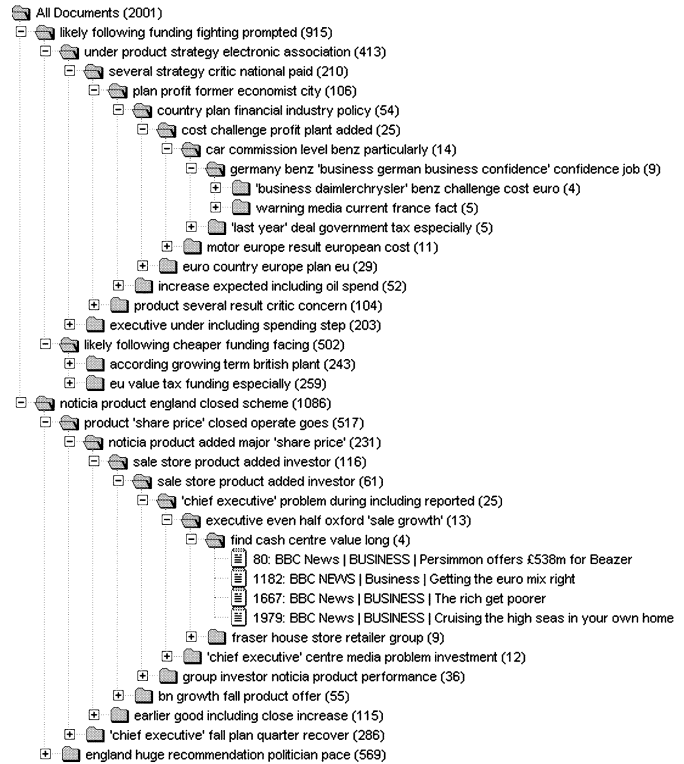 All Documents (2001)
likely following funding fighting prompted (915)
under product strategy electronic association (413)
several strategy critic national paid (210)
plan profit former economist city (106)
country plan financial industry policy (54)
cost challenge profit plant added (25)
car commission level benz particularly (14)
germany benz 'business german business confidence' confidence job (9)
'business daimlerchrysler' benz challenge cost euro (4)
warning media current france fact (5)
'last year' deal government tax especially (5)
motor europe result european cost (11)
euro country europe plan eu (29)
increase expected including oil spend (52)
product several result critic concern (104)
executive under including spending step (203)
likely following cheaper funding facing (502)
according growing term british plant (243)
eu value tax funding especially (259)
noticia product england closed scheme (1086)
product 'share price' closed operate goes (517)
noticia product added major 'share price' (231)
sale store product added investor (116)
sale store product added investor (61)
'chief executive' problem during including reported (25)
executive even half oxford 'sale growth' (13)
find cash centre value long (4)
80: BBC News | BUSINESS | Persimmon offers £538m for Beazer
1182: BBC NEWS | Business | Getting the euro mix right
1667: BBC News | BUSINESS | The rich get poorer
1979: BBC News | BUSINESS | Cruising the high seas in your own home
fraser house store retailer group (9)
'chief executive' centre media problem investment (12)
group investor noticia product performance (36)
bn growth fall product offer (55)
earlier good including close increase (115)
'chief executive' fall plan quarter recover (286)
england huge recommendation politician pace (569)